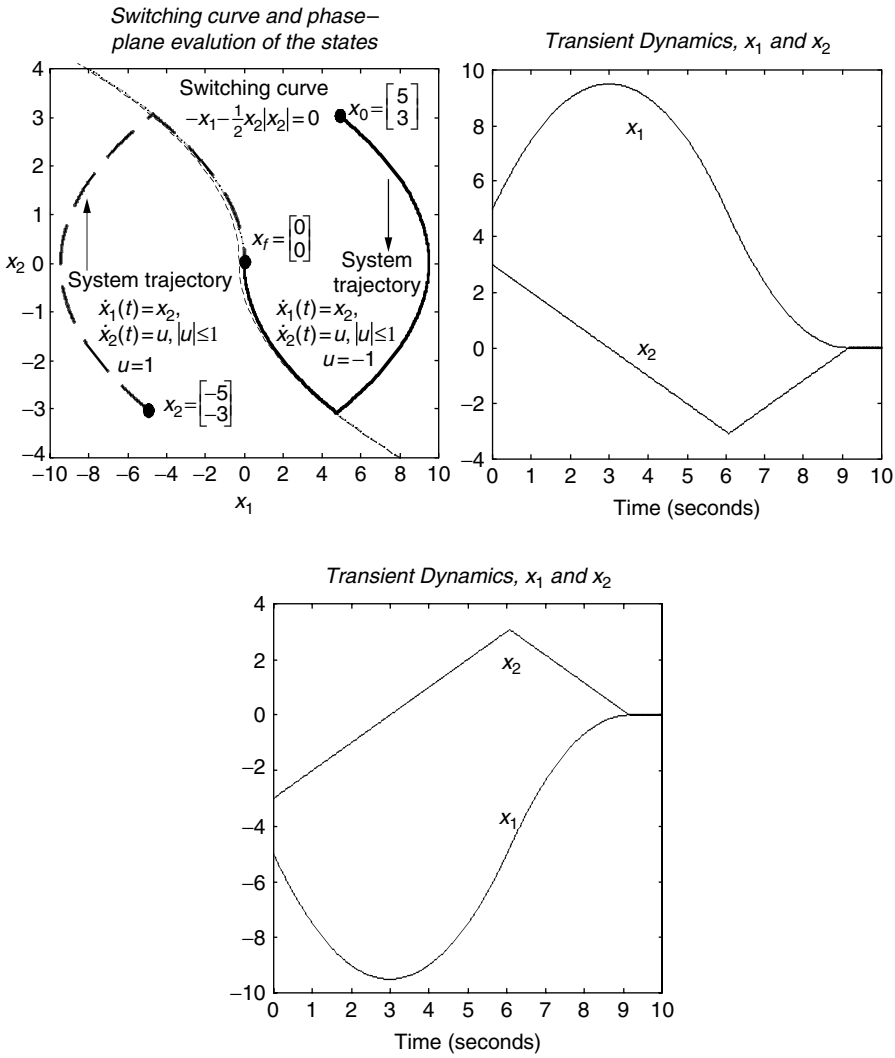 Switching curve and phase–
plane evalution of the states
4
3
2
1
0
−1
−2
−3
−4
x2
Switching curve
−x1−½x2|x2|=0
x0=[5 3]
xf=[0 0]
System trajectory
ẋ1(t)=x2,
ẋ2(t)=u, |u|≤1
u=1
System
trajectory
ẋ1(t)=x2,
ẋ2(t)=u, |u|≤1
u=−1
x2=[−5 −3]
−10 −8 −6 −4 −2 0 2 4 6 8 10
x1
Transient Dynamics, x1 and x2
10
8
6
4
2
0
−2
−4
x1
x2
0 1 2 3 4 5 6 7 8 9 10
Time (seconds)
Transient Dynamics, x1 and x2
4
2
0
−2
−4
−6
−8
−10
x2
x1
0 1 2 3 4 5 6 7 8 9 10
Time (seconds)